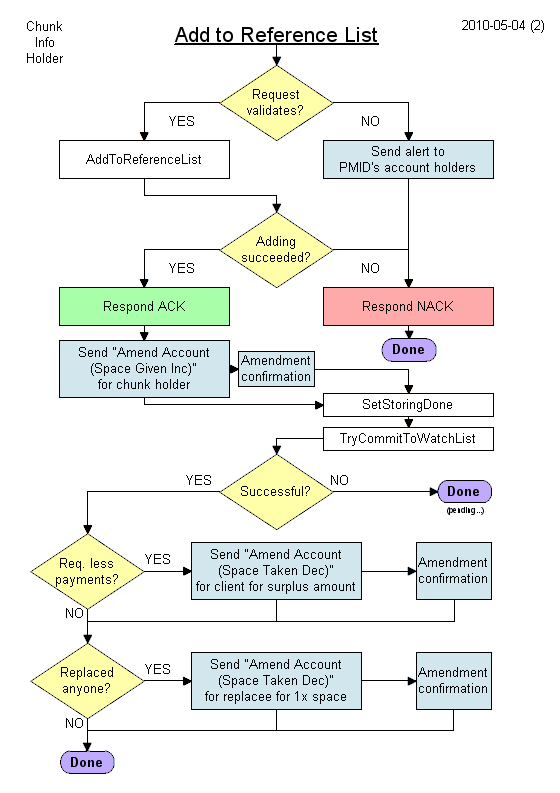 Chunk
Info
Holder
Add to Reference List
2010-05-04 (2)
Request
validates?
YES
NO
AddToReferenceList
Send alert to
PMID's account holders
Adding
succeeded?
YES
NO
Respond ACK
Respond NACK
Done
Send "Amend Account
(Space Given Inc)"
for chunk holder
Amendment
confirmation
SetStoringDone
TryCommitToWatchList
Successful?
YES
NO
Done
(pending...)
Req. less
payments?
YES
Send "Amend Account
(Space Taken Dec)"
for client for surplus amount
Amendment
confirmation
NO
Replaced
anyone?
YES
Send "Amend Account
(Space Taken Dec)"
for replacee for 1x space
Amendment
confirmation
NO
Done